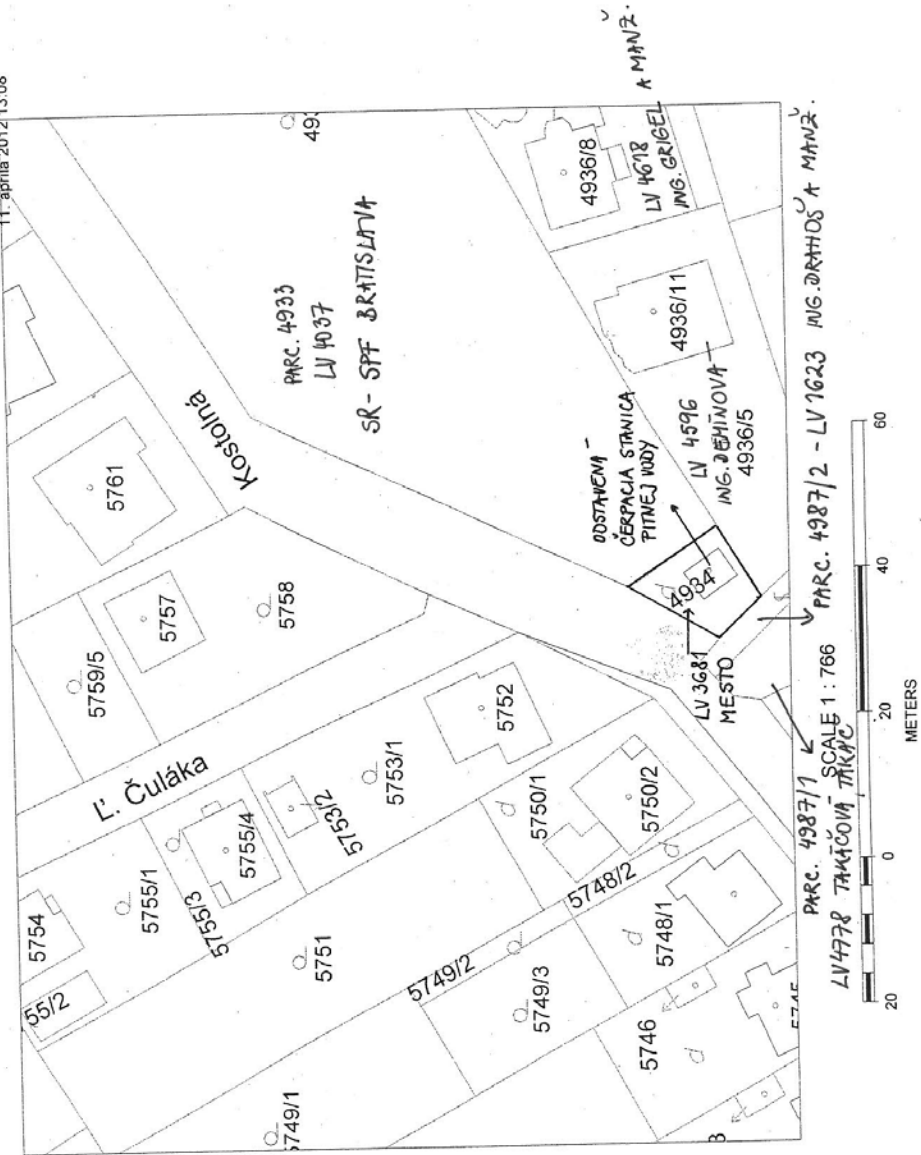 11. apríla 2012 13:08
Kostolná
Ľ. Čuláka
PARC. 4933
LV 4037
SR - SPF BRATISLAVA
5761
5757
5758
5759/5
5752
5753/1
5753/2
5754
55/2
5755/1
5755/3
5755/4
5751
5750/1
5750/2
5749/1
5749/2
5749/3
5748/2
5748/1
5746
5745
493
4936/8
LV 4618
ING. GRIGEL A MANŽ.
4936/11
LV 4596
ING. DEMÍNOVÁ
4936/5
ODSTAVENÁ -
ČERPACIA STANICA
PITNEJ VODY
4934
LV 3681
MESTO
PARC. 4987/2 - LV 1623 ING. DRAHOŠ A MANŽ.
PARC. 4987/1
LV 4778 TAKÁČOVÁ TAKÁČ
SCALE 1 : 766
20
0
20
40
60
METERS